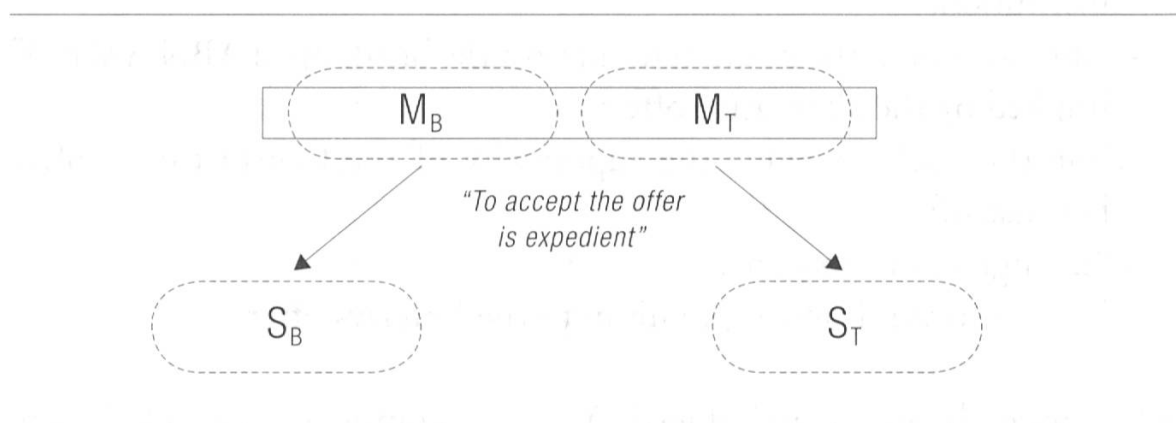 M_B M_T
"To accept the offer
is expedient"
S_B S_T